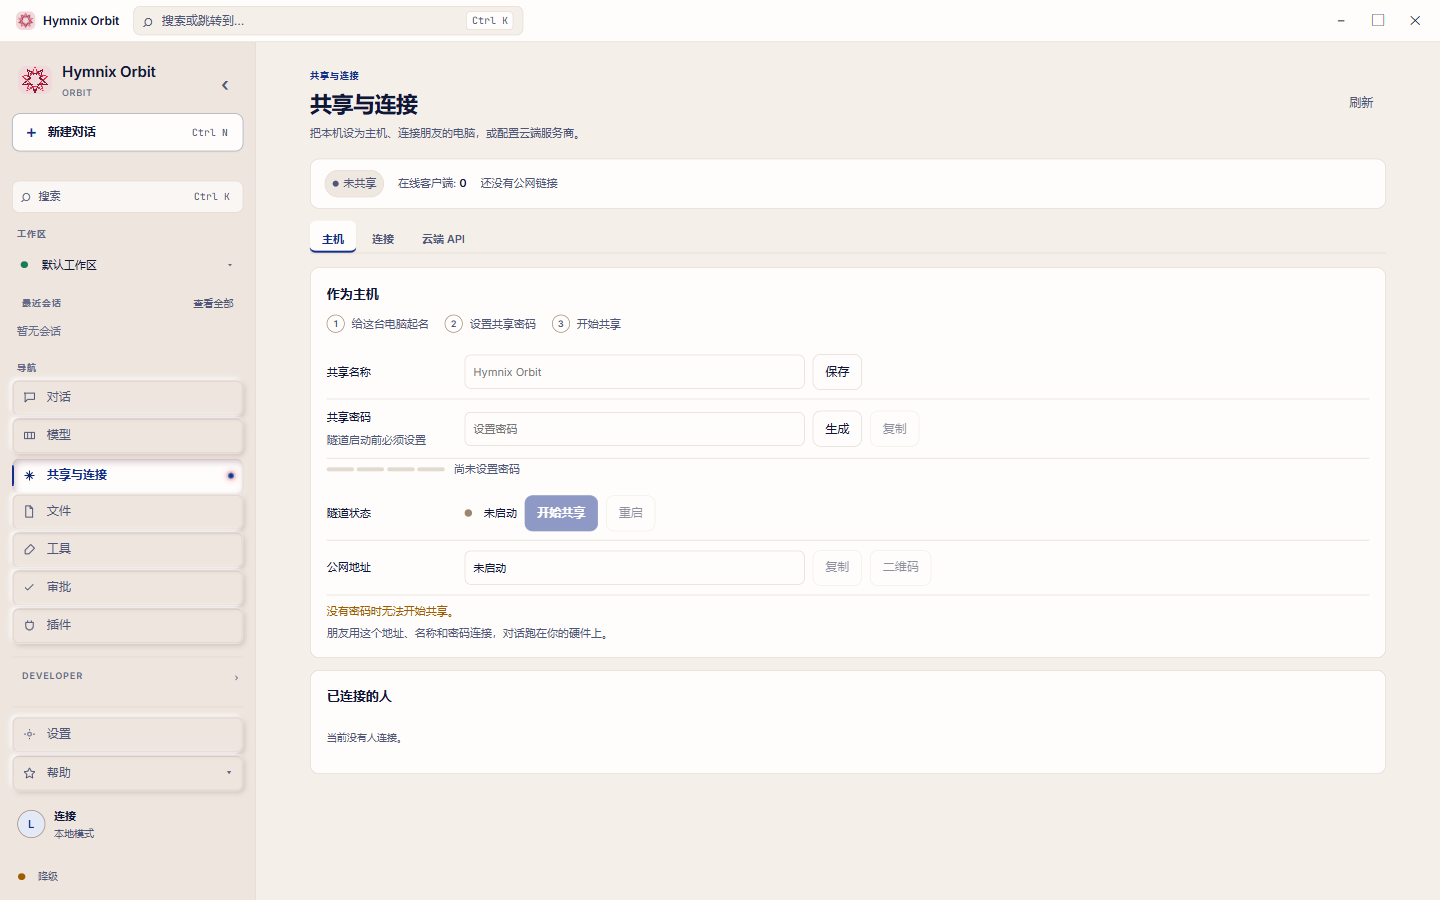 Hymnix Orbit
搜索或跳转到... Ctrl K
Hymnix Orbit
ORBIT
新建对话 Ctrl N
搜索 Ctrl K
工作区
默认工作区
最近会话 查看全部
暂无会话
导航
对话
模型
共享与连接
文件
工具
审批
插件
DEVELOPER
设置
帮助
L
连接
本地模式
降级
共享与连接
共享与连接
刷新
把本机设为主机、连接朋友的电脑，或配置云端服务商。
未共享 在线客户端: 0 还没有公网链接
主机 连接 云端 API
作为主机
1 给这台电脑起名 2 设置共享密码 3 开始共享
共享名称 Hymnix Orbit 保存
共享密码
隧道启动前必须设置
设置密码 生成 复制
尚未设置密码
隧道状态 未启动 开始共享 重启
公网地址 未启动 复制 二维码
没有密码时无法开始共享。
朋友用这个地址、名称和密码连接，对话跑在你的硬件上。
已连接的人
当前没有人连接。